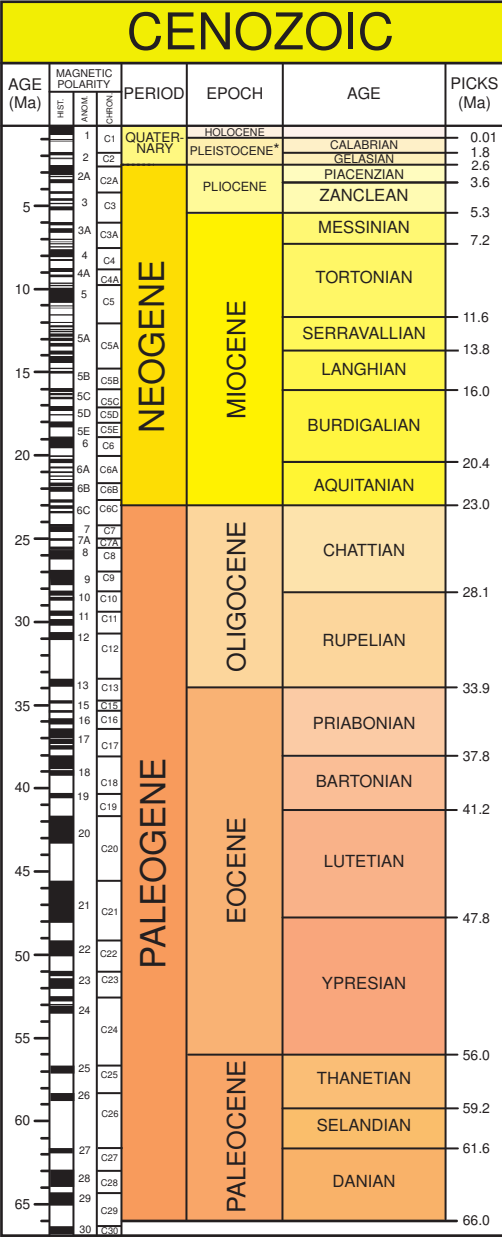 CENOZOIC
AGE
(Ma)
MAGNETIC
POLARITY
HIST.
ANOM.
CHRON.
PERIOD
EPOCH
AGE
PICKS
(Ma)
5
10
15
20
25
30
35
40
45
50
55
60
65
1
2
2A
3
3A
4
4A
5
5A
5B
5C
5D
5E
6
6A
6B
6C
7
7A
8
9
10
11
12
13
15
16
17
18
19
20
21
22
23
24
25
26
27
28
29
30
C1
C2
C2A
C3
C3A
C4
C4A
C5
C5A
C5B
C5C
C5D
C5E
C6
C6A
C6B
C6C
C7
C7A
C8
C9
C10
C11
C12
C13
C15
C16
C17
C18
C19
C20
C21
C22
C23
C24
C25
C26
C27
C28
C29
C30
QUATER-
NARY
NEOGENE
PALEOGENE
HOLOCENE
PLEISTOCENE*
PLIOCENE
MIOCENE
OLIGOCENE
EOCENE
PALEOCENE
CALABRIAN
GELASIAN
PIACENZIAN
ZANCLEAN
MESSINIAN
TORTONIAN
SERRAVALLIAN
LANGHIAN
BURDIGALIAN
AQUITANIAN
CHATTIAN
RUPELIAN
PRIABONIAN
BARTONIAN
LUTETIAN
YPRESIAN
THANETIAN
SELANDIAN
DANIAN
0.01
1.8
2.6
3.6
5.3
7.2
11.6
13.8
16.0
20.4
23.0
28.1
33.9
37.8
41.2
47.8
56.0
59.2
61.6
66.0